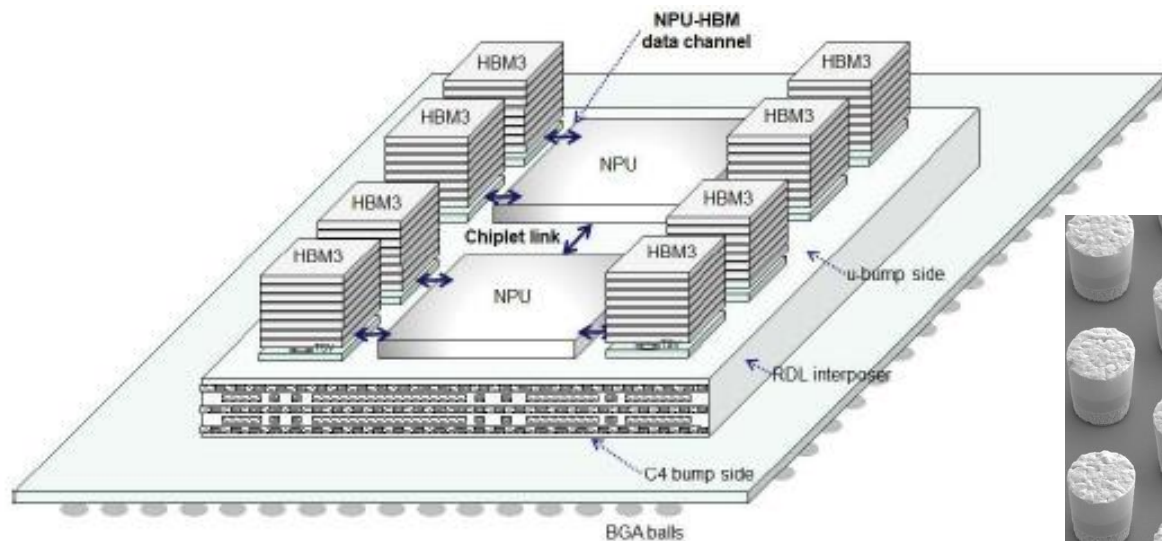 NPU-HBM
data channel
HBM3
HBM3
HBM3
HBM3
NPU
HBM3
HBM3
HBM3
HBM3
Chiplet link
NPU
u-bump side
RDL interposer
C4 bump side
BGA balls